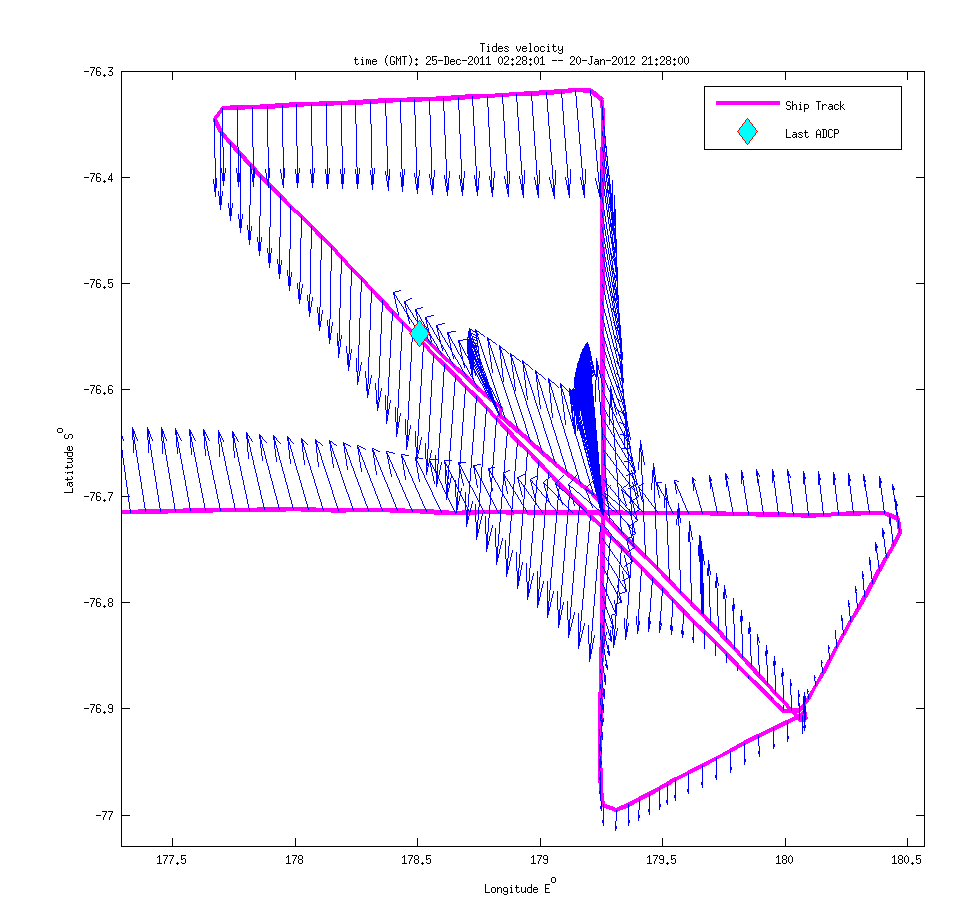 Tides velocity
time (GMT): 25-Dec-2011 02:28:01 -- 20-Jan-2012 21:28:00
Ship Track
Last ADCP
-76.3
-76.4
-76.5
-76.6
-76.7
-76.8
-76.9
-77
Latitude S°
177.5
178
178.5
179
179.5
180
180.5
Longitude E°